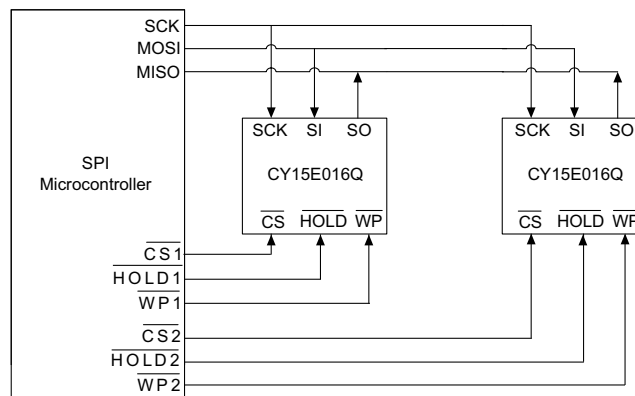 SCK
MOSI
MISO
SCK SI SO
SCK SI SO
SPI
Microcontroller
CY15E016Q
CY15E016Q
CS HOLD WP
CS HOLD WP
CS1
HOLD1
WP1
CS2
HOLD2
WP2